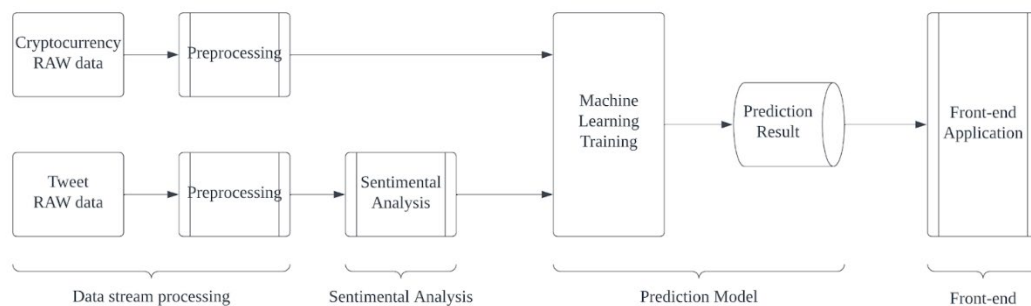 Cryptocurrency
RAW data
Preprocessing
Machine
Learning
Training
Prediction
Result
Front-end
Application
Tweet
RAW data
Preprocessing
Sentimental
Analysis
Data stream processing
Sentimental Analysis
Prediction Model
Front-end